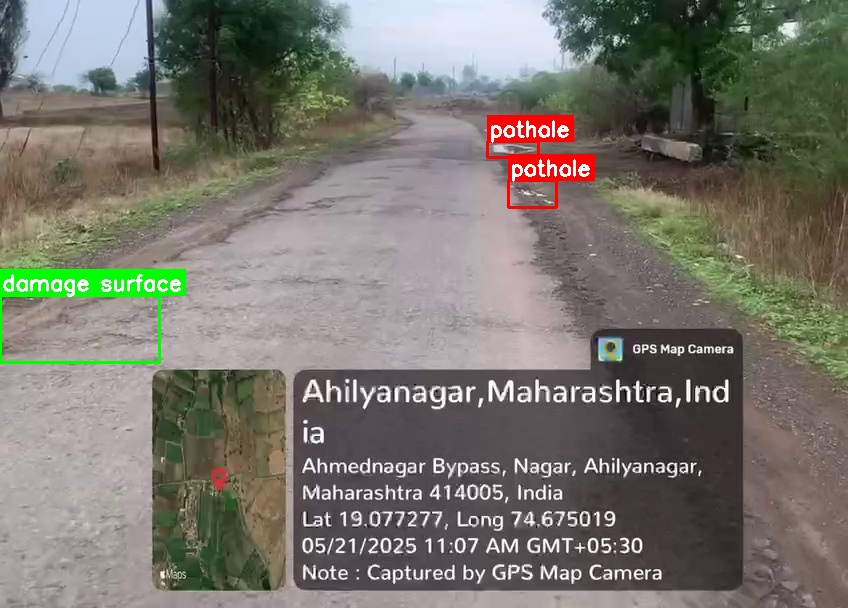 pothole
pothole
damage surface
GPS Map Camera
Ahilyanagar,Maharashtra,Ind
ia
Ahmednagar Bypass, Nagar, Ahilyanagar,
Maharashtra 414005, India
Lat 19.077277, Long 74.675019
05/21/2025 11:07 AM GMT+05:30
Note : Captured by GPS Map Camera
Maps